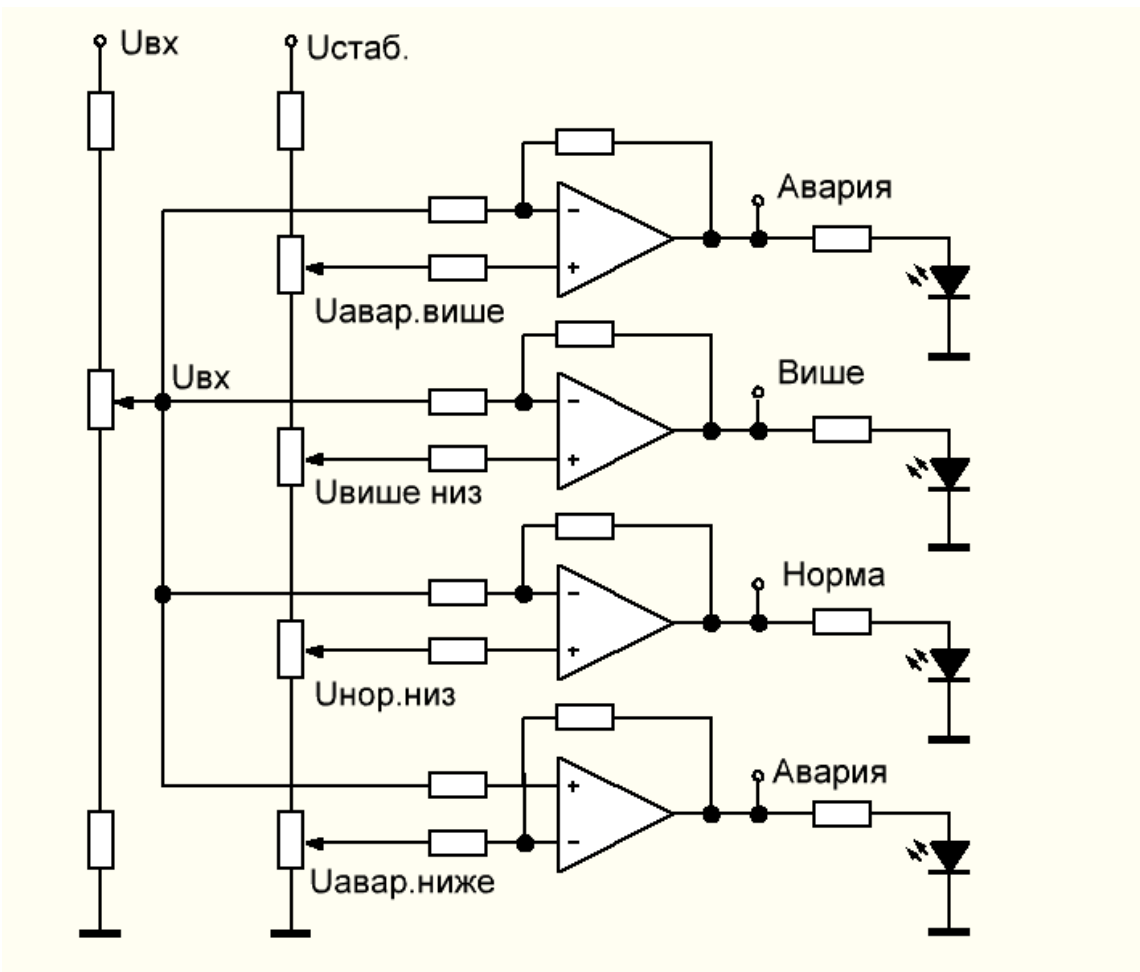 Uвх
Uстаб.
Авария
−
+
Uавар.више
Више
Uвх
−
+
Uвише низ
Норма
−
+
Uнор.низ
Авария
+
−
Uавар.ниже